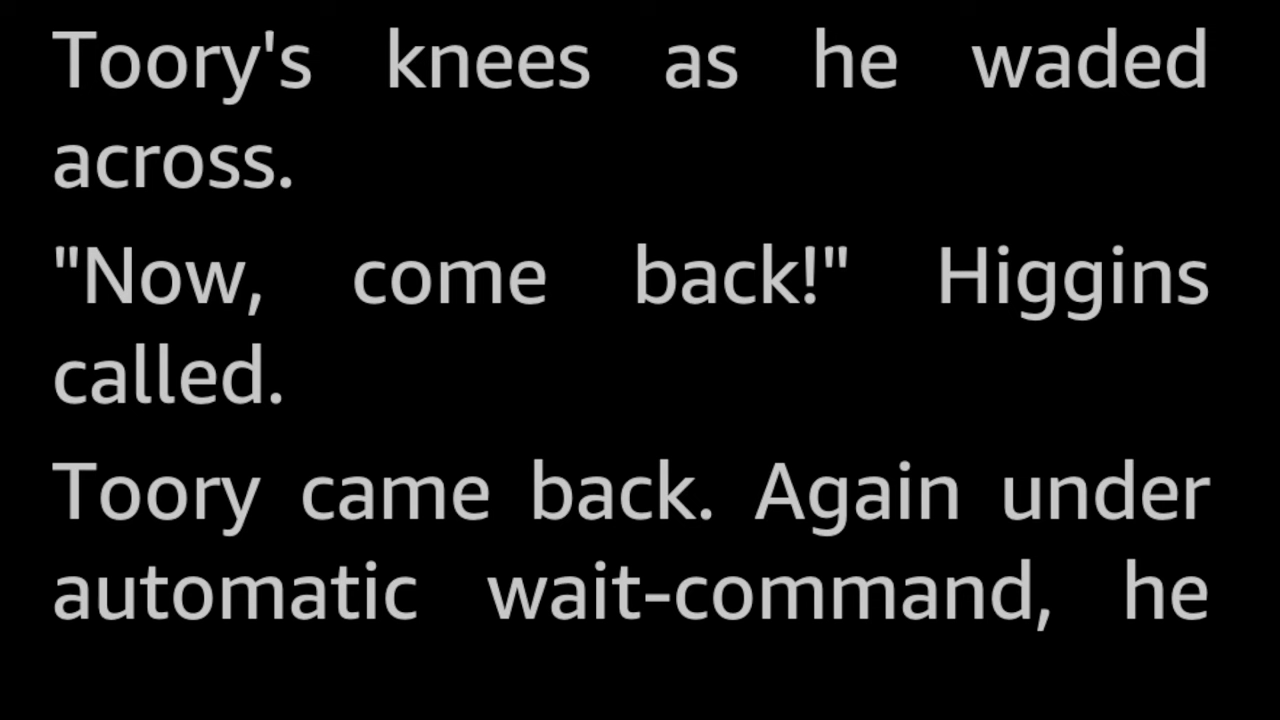 Toory's knees as he waded
across.
"Now, come back!" Higgins
called.
Toory came back. Again under
automatic wait-command, he